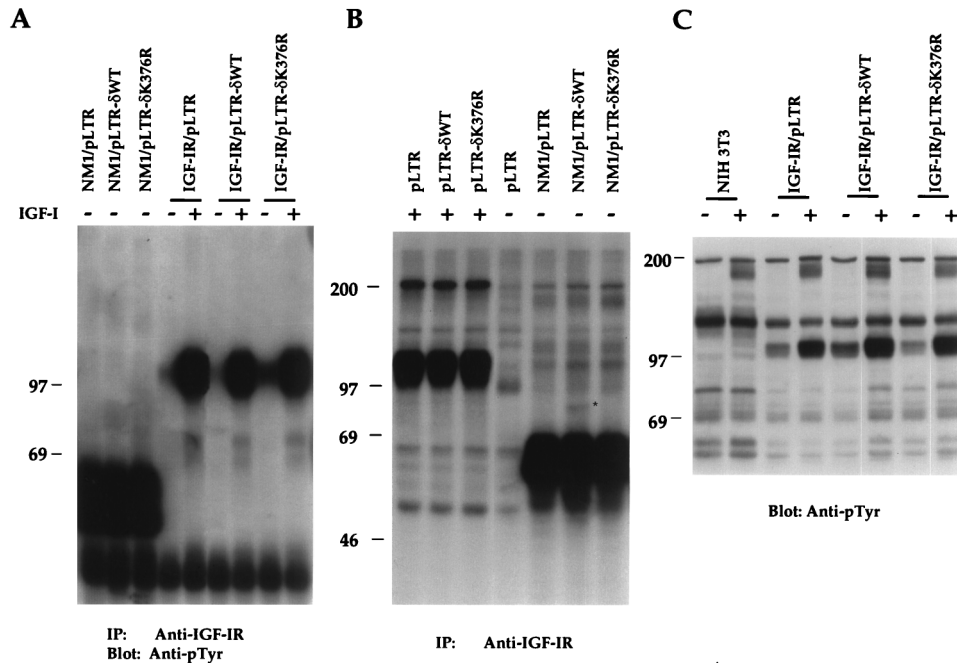 A
NM1/pLTR
NM1/pLTR-δWT
NM1/pLTR-δK376R
IGF-IR/pLTR
IGF-IR/pLTR-δWT
IGF-IR/pLTR-δK376R
IGF-I
- - - - + - + - +
97
69
IP: Anti-IGF-IR
Blot: Anti-pTyr
B
pLTR
pLTR-δWT
pLTR-δK376R
pLTR
NM1/pLTR
NM1/pLTR-δWT
NM1/pLTR-δK376R
+ + + - - - -
200
97
69
46
*
IP: Anti-IGF-IR
C
NIH 3T3
IGF-IR/pLTR
IGF-IR/pLTR-δWT
IGF-IR/pLTR-δK376R
- + - + - + - +
200
97
69
Blot: Anti-pTyr